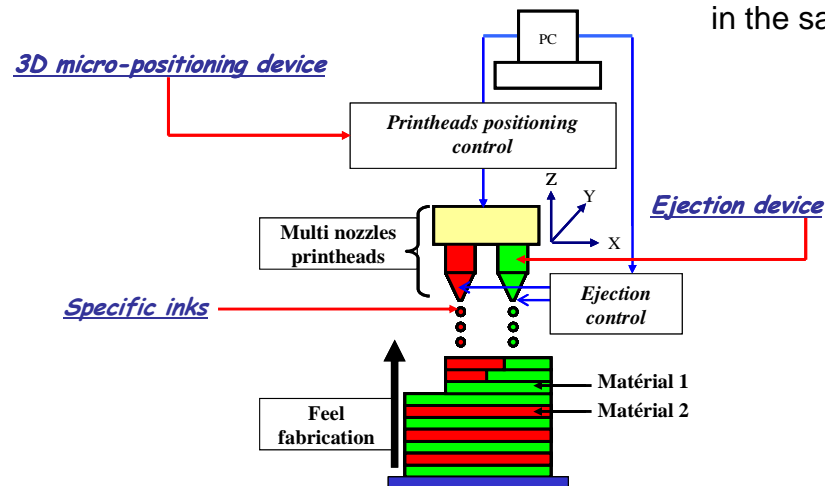 in the sa
PC
3D micro-positioning device
Printheads positioning
control
Z
Y
X
Ejection device
Multi nozzles
printheads
Ejection
control
Specific inks
Matérial 1
Matérial 2
Feel
fabrication